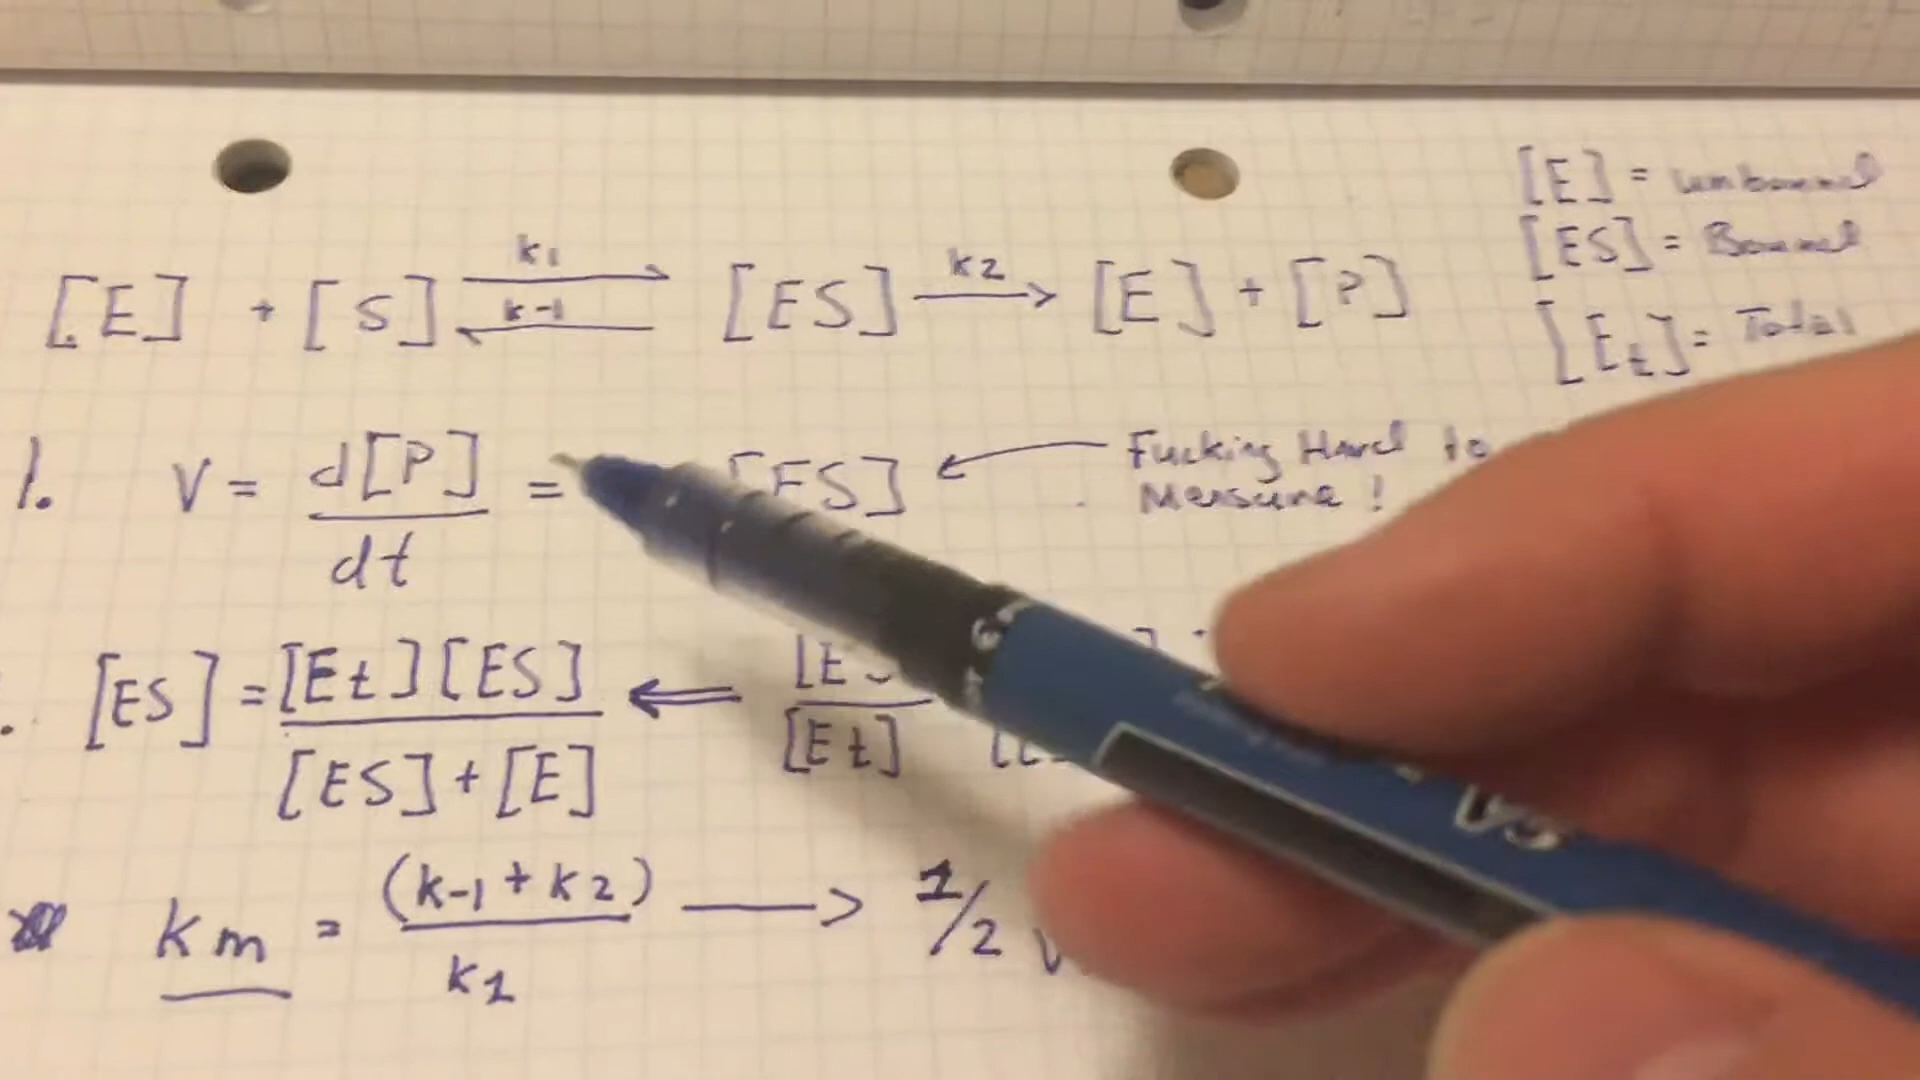 [E] + [S] k1 k-1 [ES] k2 [E] + [P]
[E] = unbound
[ES] = Bound
[Et] = Total
1. V = d[P]/dt = [ES]
Fucking Hard to
Measure!
[ES] = [Et][ES]/[ES]+[E] ⇐ [Et]
km = (k-1 + k2)/k1 → 1/2